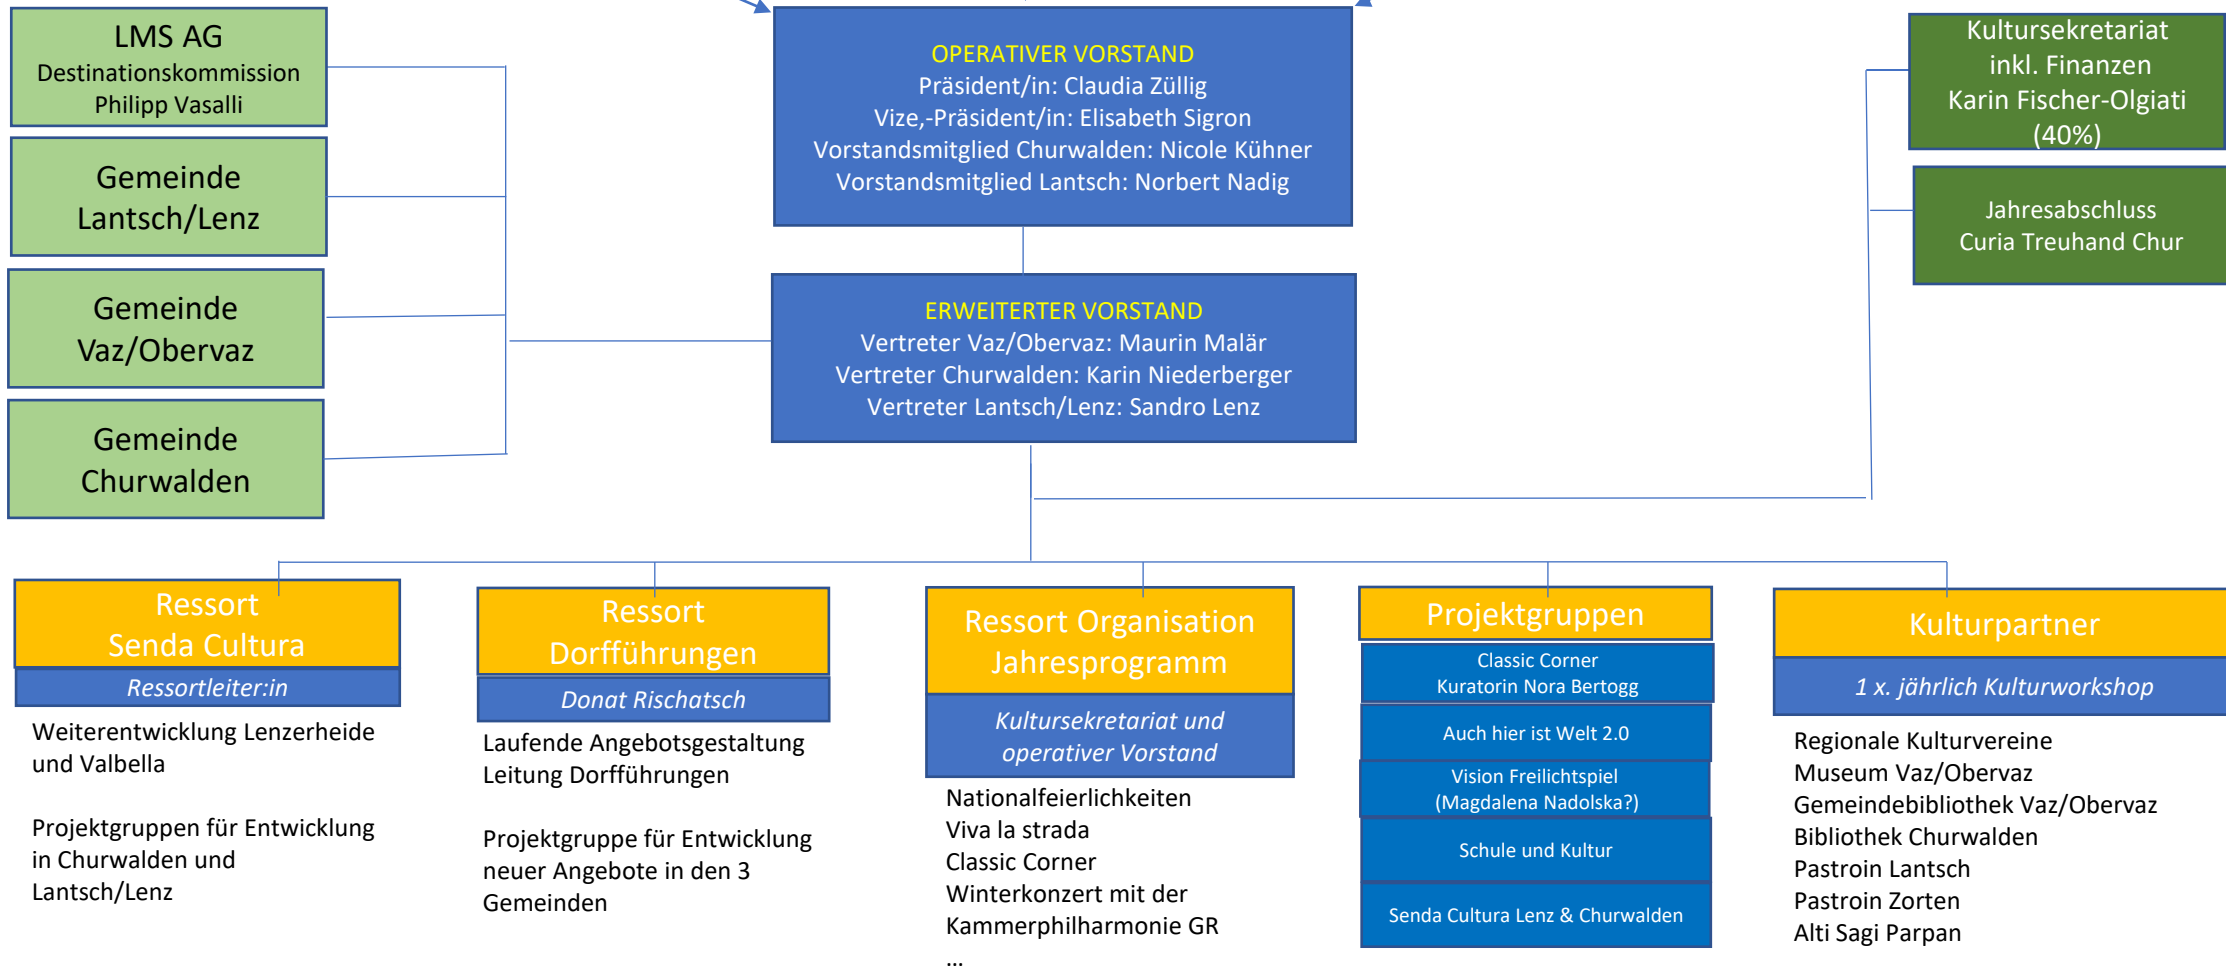 LMS AG
Destinationskommission
Philipp Vasalli
Gemeinde
Lantsch/Lenz
Gemeinde
Vaz/Obervaz
Gemeinde
Churwalden
OPERATIVER VORSTAND
Präsident/in: Claudia Züllig
Vize,-Präsident/in: Elisabeth Sigron
Vorstandsmitglied Churwalden: Nicole Kühner
Vorstandsmitglied Lantsch: Norbert Nadig
ERWEITERTER VORSTAND
Vertreter Vaz/Obervaz: Maurin Malär
Vertreter Churwalden: Karin Niederberger
Vertreter Lantsch/Lenz: Sandro Lenz
Kultursekretariat
inkl. Finanzen
Karin Fischer-Olgiati
(40%)
Jahresabschluss
Curia Treuhand Chur
Ressort
Senda Cultura
Ressortleiter:in
Weiterentwicklung Lenzerheide
und Valbella
Projektgruppen für Entwicklung
in Churwalden und
Lantsch/Lenz
Ressort
Dorfführungen
Donat Rischatsch
Laufende Angebotsgestaltung
Leitung Dorfführungen
Projektgruppe für Entwicklung
neuer Angebote in den 3
Gemeinden
Ressort Organisation
Jahresprogramm
Kultursekretariat und
operativer Vorstand
Nationalfeierlichkeiten
Viva la strada
Classic Corner
Winterkonzert mit der
Kammerphilharmonie GR
...
Projektgruppen
Classic Corner
Kuratorin Nora Bertogg
Auch hier ist Welt 2.0
Vision Freilichtspiel
(Magdalena Nadolska?)
Schule und Kultur
Senda Cultura Lenz & Churwalden
Kulturpartner
1 x. jährlich Kulturworkshop
Regionale Kulturvereine
Museum Vaz/Obervaz
Gemeindebibliothek Vaz/Obervaz
Bibliothek Churwalden
Pastroin Lantsch
Pastroin Zorten
Alti Sagi Parpan